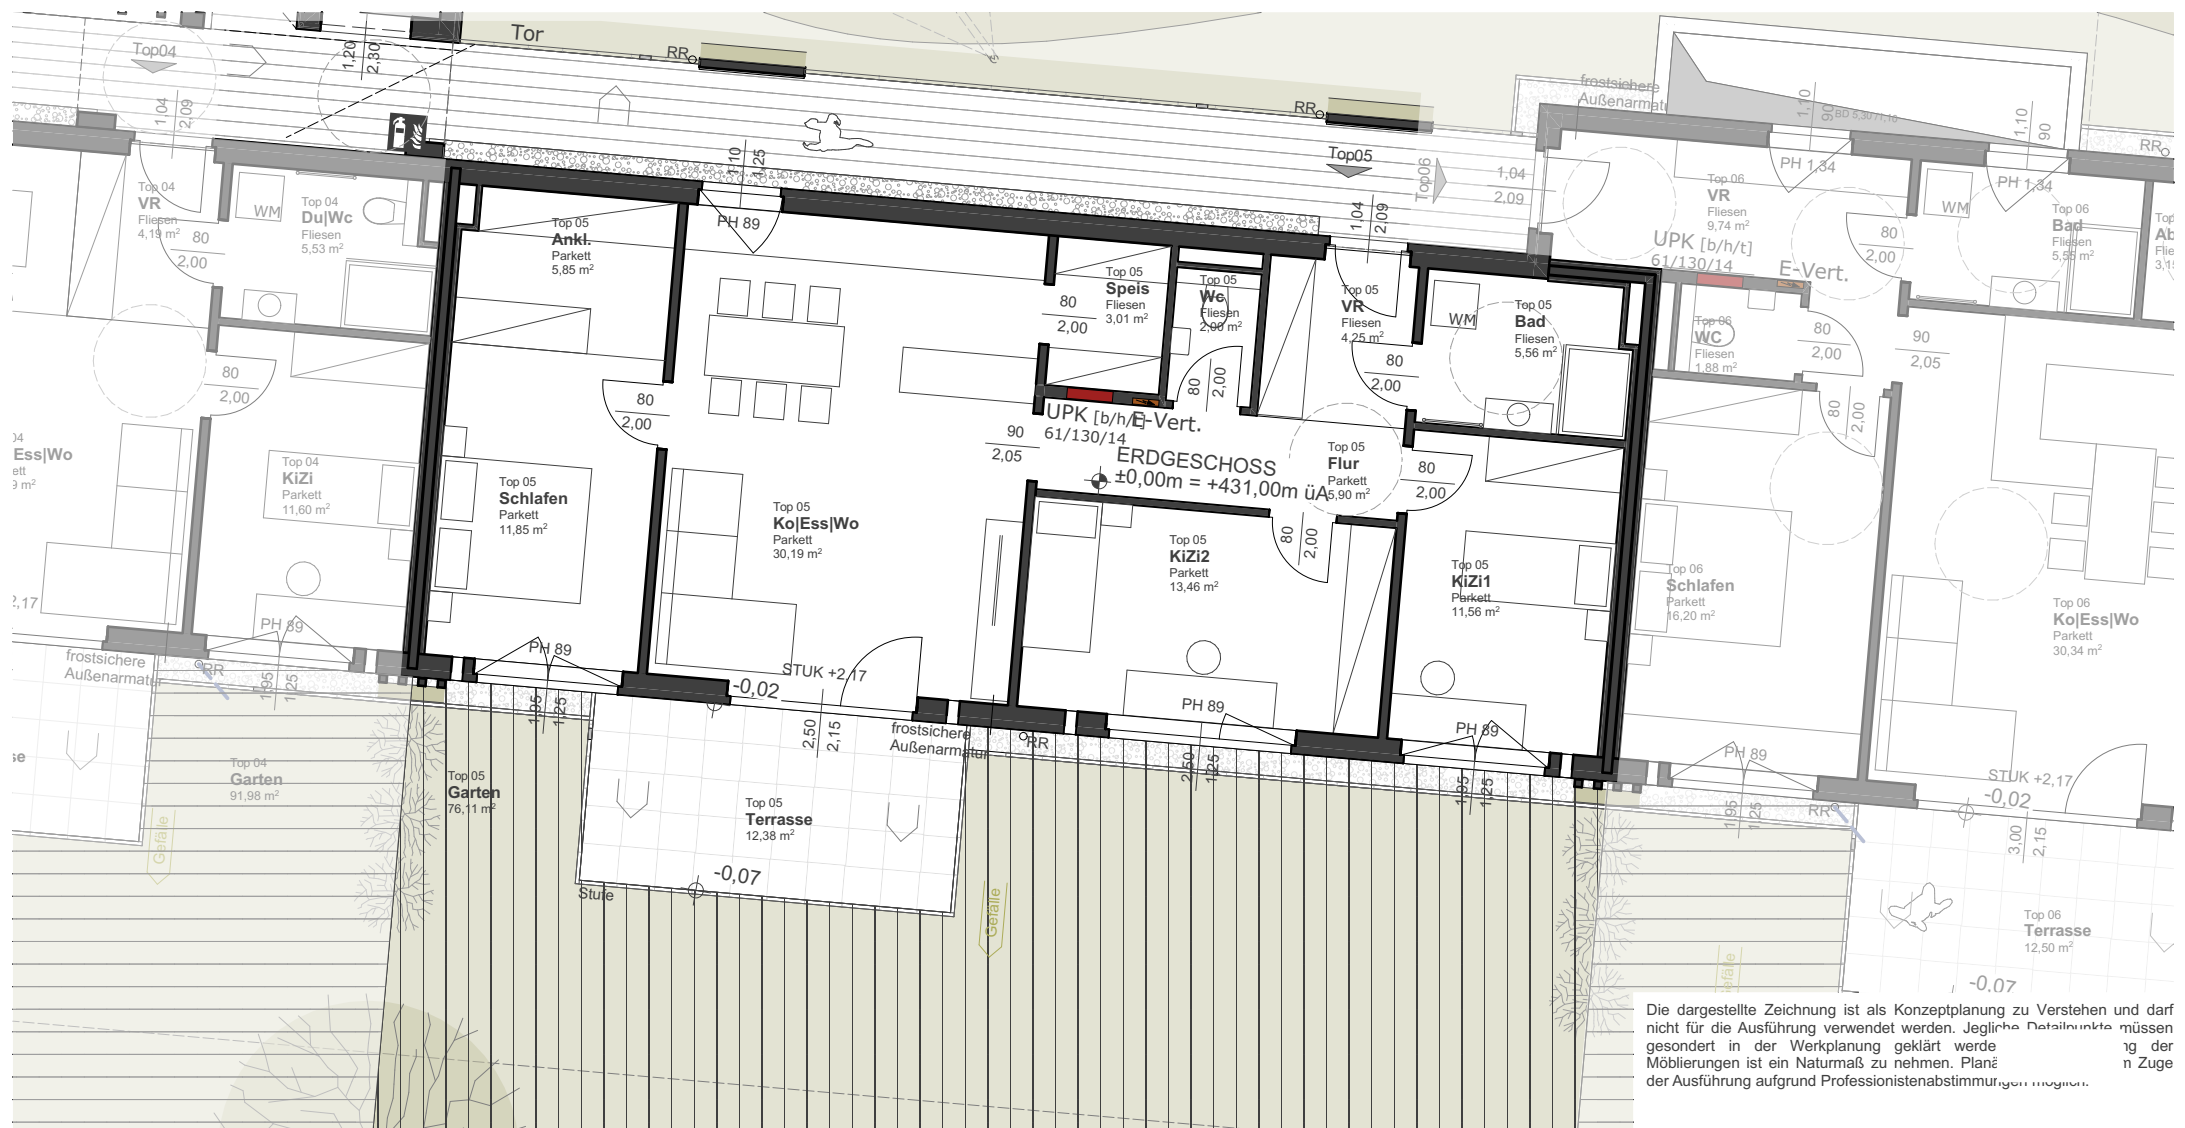 Top04
1,20
2,30
Tor
RR
RR
Top05
Top06
1,04
2,09
1,04
2,09
1,04
2,09
1,10
1,25
PH 89
frostsichere
1,10
90
BD 5,30 /1,16
1,10
90
RR
PH 1,34
PH 1,34
Top 04
VR
Fliesen
4,19 m²
80
2,00
WM
Top 04
Du|Wc
Fliesen
5,53 m²
80
2,00
Ess|Wo
Top 04
KiZi
Parkett
11,60 m²
PH 89
frostsichere
RR
1,95
1,25
Top 04
Garten
91,98 m²
Gefälle
Top 05
Ankl.
Parkett
5,85 m²
80
2,00
Top 05
Schlafen
Parkett
11,85 m²
PH 89
1,95
1,25
Top 05
Ko|Ess|Wo
Parkett
30,19 m²
STUK +2,17
-0,02
2,50
2,15
frostsichere
Außenarmatur
RR
Top 05
Speis
Fliesen
3,01 m²
80
2,00
Top 05
Wc
Fliesen
2,00 m²
80
2,00
UPK [b/h/t]
61/130/14
E-Vert.
90
2,05
ERDGESCHOSS
±0,00m = +431,00m üA
Top 05
VR
Fliesen
4,25 m²
80
2,00
WM
Top 05
Bad
Fliesen
5,56 m²
Top 05
Flur
Parkett
5,90 m²
80
2,00
80
2,00
Top 05
KiZi2
Parkett
13,46 m²
PH 89
2,50
1,25
Top 05
KiZi1
Parkett
11,56 m²
PH 89
1,95
1,25
Top 05
Garten
76,11 m²
Top 05
Terrasse
12,38 m²
-0,07
Stufe
Gefälle
Top 06
VR
Fliesen
9,74 m²
UPK [b/h/t]
61/130/14
E-Vert.
80
2,00
WM
Top 06
Bad
Fliesen
5,55 m²
Top 06
WC
Fliesen
1,88 m²
80
2,00
90
2,05
80
2,00
Top 06
Schlafen
Parkett
16,20 m²
PH 89
1,95
1,25
RR
Top 06
Ko|Ess|Wo
Parkett
30,34 m²
STUK +2,17
-0,02
3,00
2,15
Top 06
Terrasse
12,50 m²
-0,07
Die dargestellte Zeichnung ist als Konzeptplanung zu Verstehen und darf
nicht für die Ausführung verwendet werden. Jegliche Detailpunkte müssen
gesondert in der Werkplanung geklärt werde der
Möblierungen ist ein Naturmaß zu nehmen. Zuge
der Ausführung aufgrund Professionistenabstimmungen möglich.